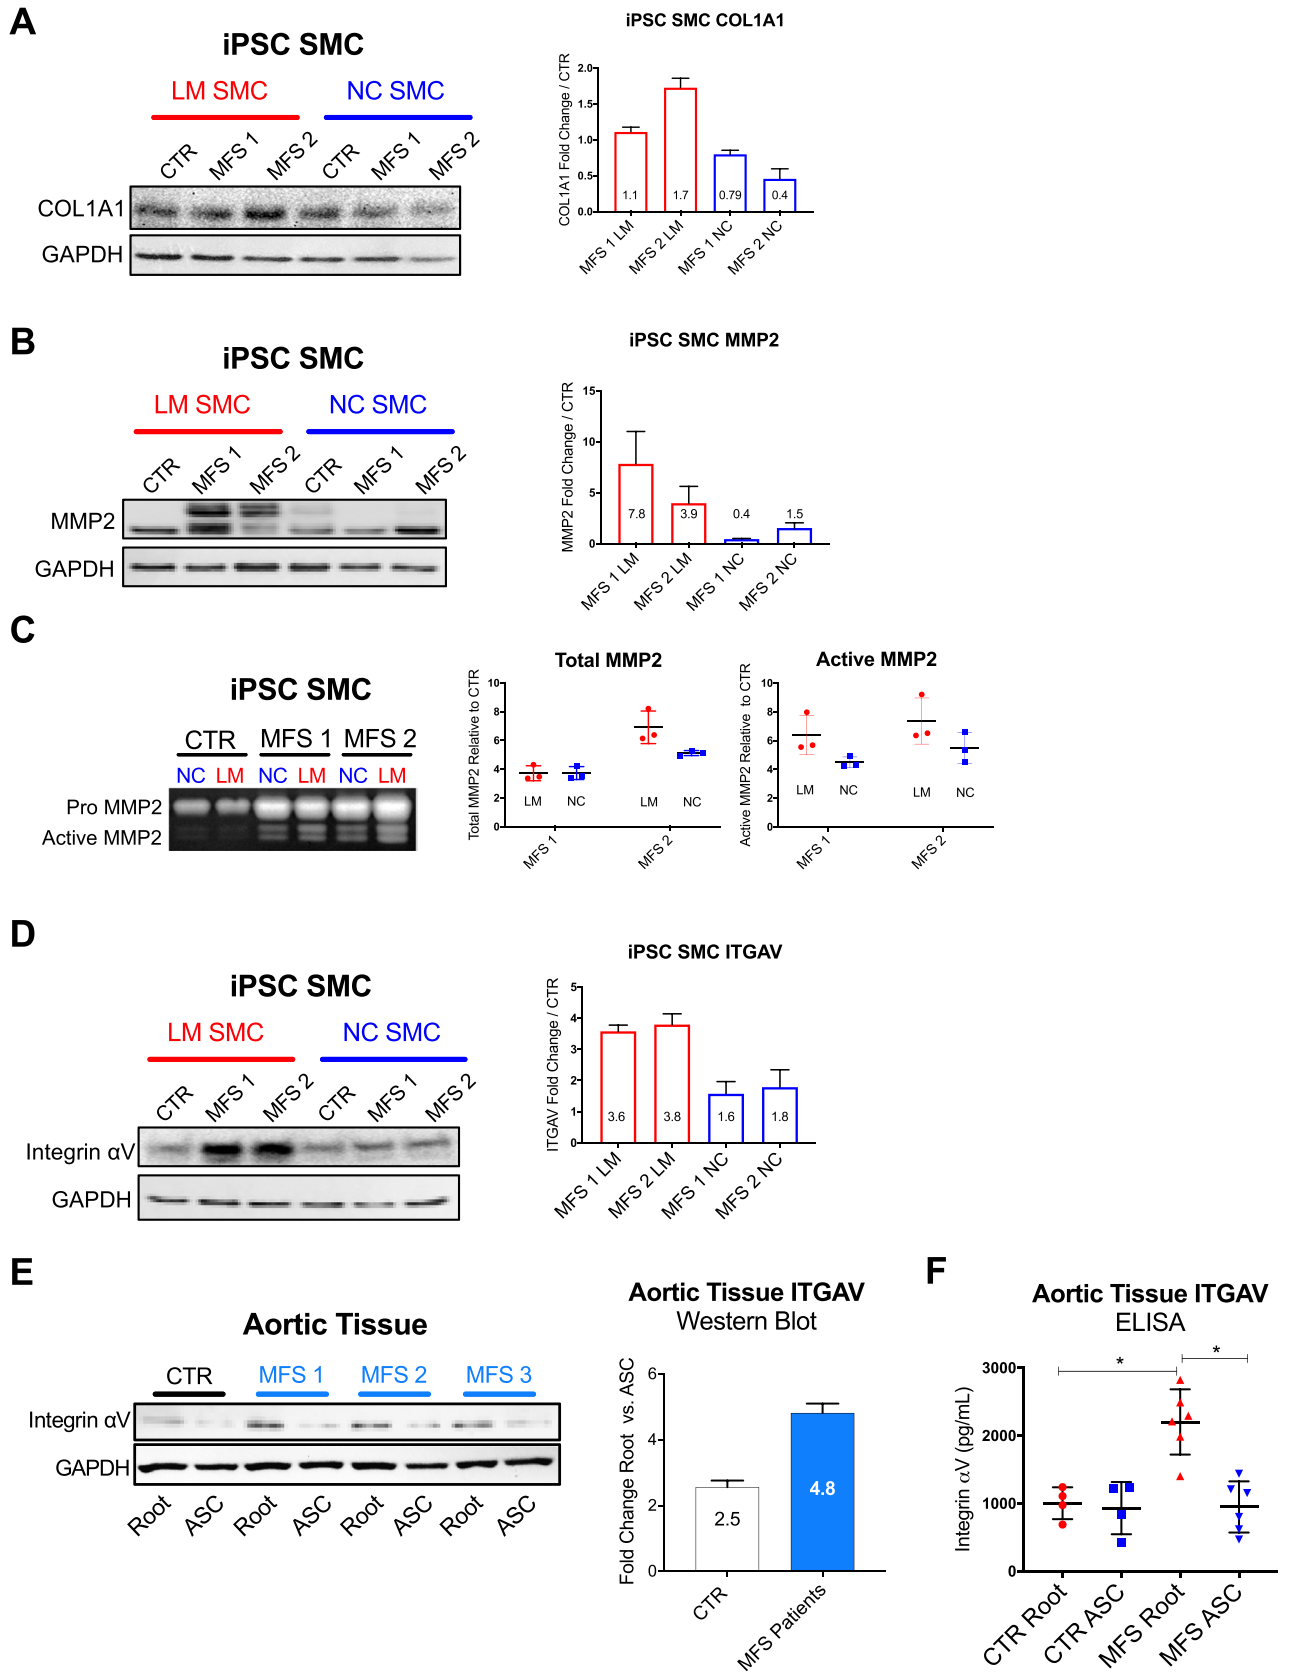 A
iPSC SMC
LM SMC NC SMC
CTR MFS 1 MFS 2 CTR MFS 1 MFS 2
COL1A1
GAPDH
iPSC SMC COL1A1
COL1A1 Fold Change / CTR
2.0
1.5
1.0
0.5
0.0
1.1 1.7 0.79 0.4
MFS 1 LM MFS 2 LM MFS 1 NC MFS 2 NC
B
iPSC SMC
LM SMC NC SMC
CTR MFS 1 MFS 2 CTR MFS 1 MFS 2
MMP2
GAPDH
iPSC SMC MMP2
MMP2 Fold Change / CTR
15
10
5
0
7.8 3.9 0.4 1.5
MFS 1 LM MFS 2 LM MFS 1 NC MFS 2 NC
C
iPSC SMC
CTR MFS 1 MFS 2
NC LM NC LM NC LM
Pro MMP2
Active MMP2
Total MMP2
Total MMP2 Relative to CTR
10
8
6
4
2
0
LM NC LM NC
MFS 1 MFS 2
Active MMP2
Active MMP2 Relative to CTR
10
8
6
4
2
0
LM NC LM NC
MFS 1 MFS 2
D
iPSC SMC
LM SMC NC SMC
CTR MFS 1 MFS 2 CTR MFS 1 MFS 2
Integrin αV
GAPDH
iPSC SMC ITGAV
ITGAV Fold Change / CTR
5
4
3
2
1
0
3.6 3.8 1.6 1.8
MFS 1 LM MFS 2 LM MFS 1 NC MFS 2 NC
E
Aortic Tissue
CTR MFS 1 MFS 2 MFS 3
Integrin αV
GAPDH
Root ASC Root ASC Root ASC Root ASC
Aortic Tissue ITGAV
Western Blot
Fold Change Root vs. ASC
6
4
2
0
2.5 4.8
CTR MFS Patients
F
Aortic Tissue ITGAV
ELISA
Integrin αV (pg/mL)
3000
2000
1000
0
* *
CTR Root CTR ASC MFS Root MFS ASC